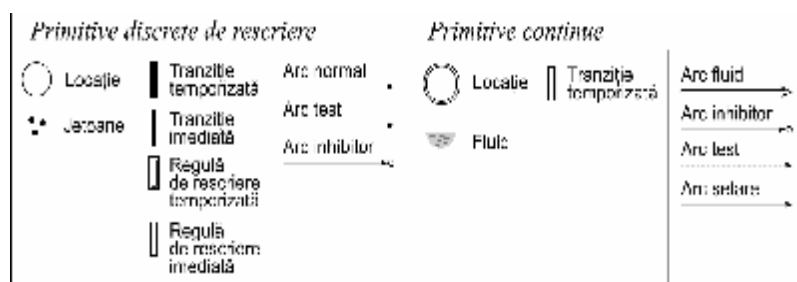 Primitive discrete de rescriere
Locație
Jetoane
Tranziție
temporizată
Tranziție
imediată
Regulă
de rescriere
temporizată
Regulă
de rescriere
imediată
Arc normal
Arc test
Arc inhibitor
Primitive continue
Locație
Fluid
Tranziție
temporizată
Arc fluid
Arc inhibitor
Arc test
Arc setare